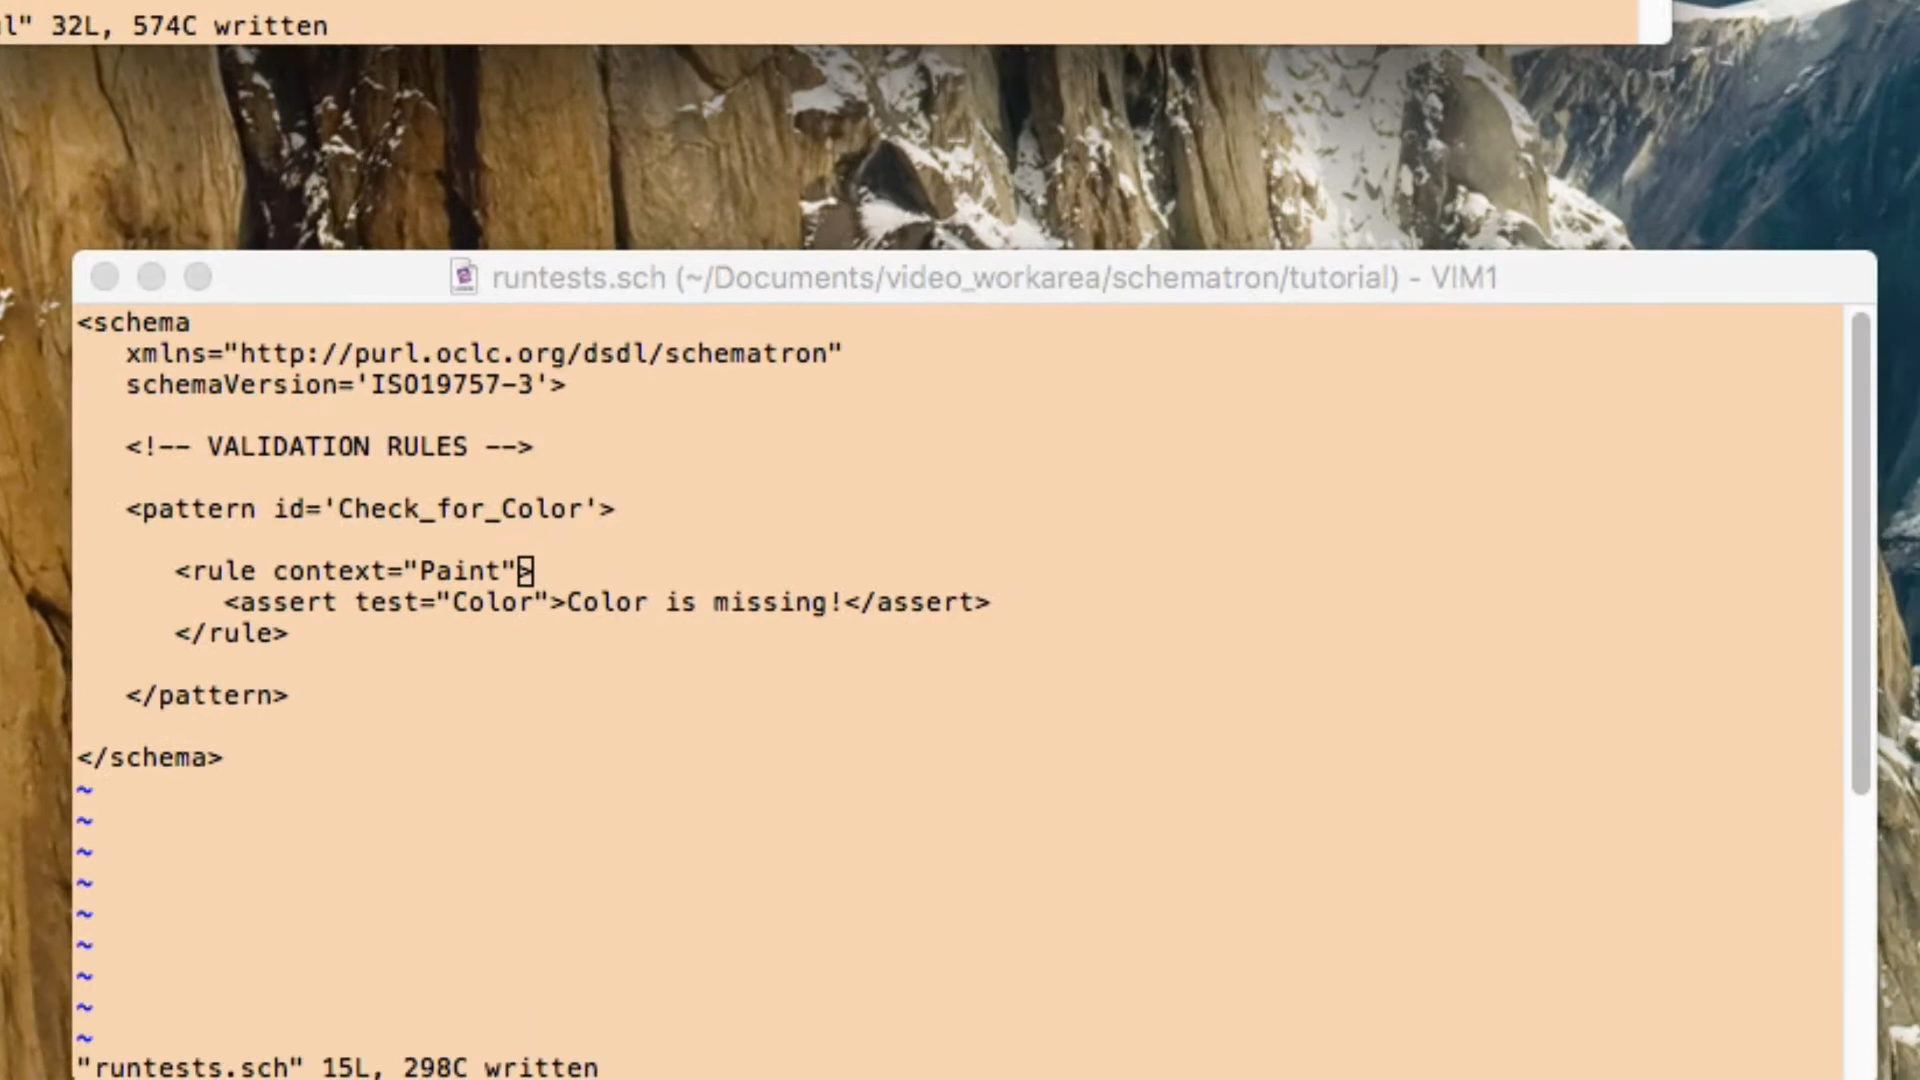 l" 32L, 574C written
runtests.sch (~/Documents/video_workarea/schematron/tutorial) - VIM1
<schema
xmlns="http://purl.oclc.org/dsdl/schematron"
schemaVersion='ISO19757-3'>
<!-- VALIDATION RULES -->
<pattern id='Check_for_Color'>
<rule context="Paint">
<assert test="Color">Color is missing!</assert>
</rule>
</pattern>
</schema>
~
~
~
~
~
~
~
~
~
"runtests.sch" 15L, 298C written